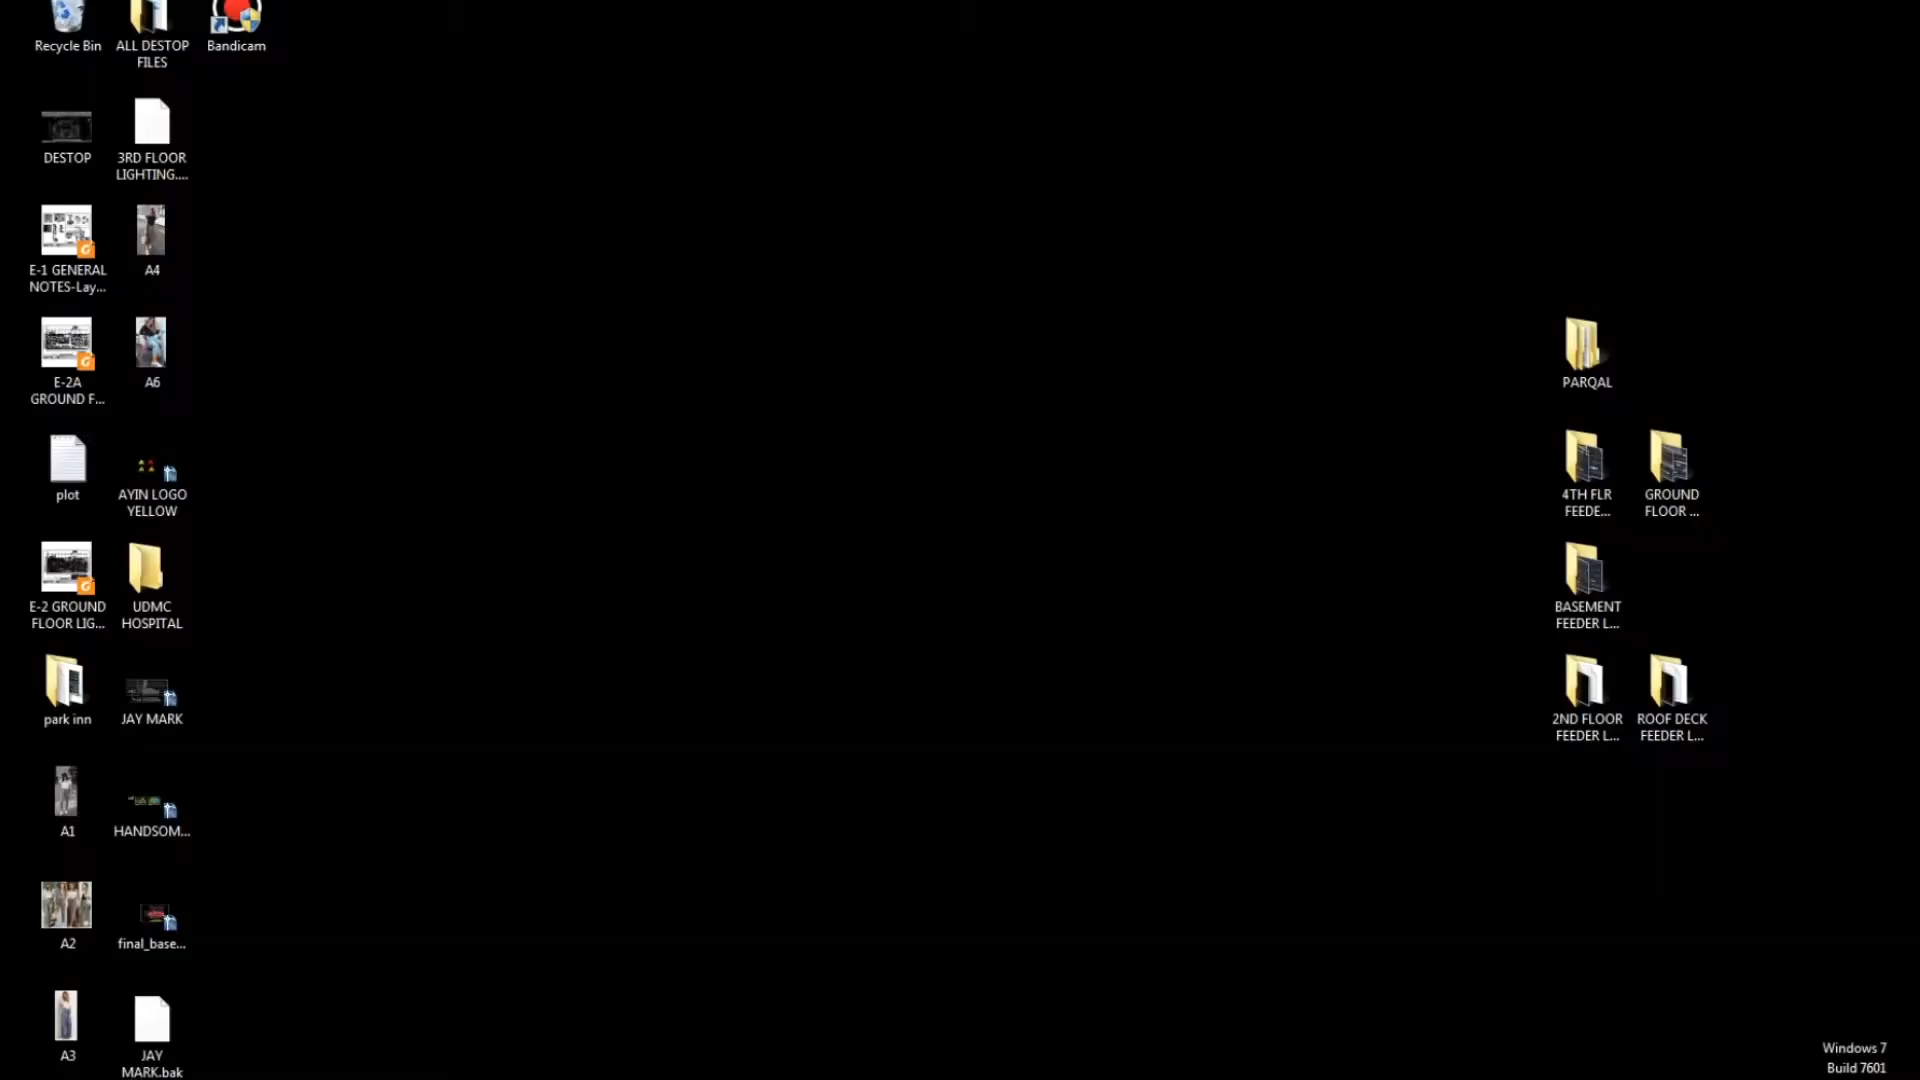 Recycle Bin
ALL DESTOP
FILES
Bandicam
DESTOP
3RD FLOOR
LIGHTING....
E-1 GENERAL
NOTES-Lay...
A4
E-2A
GROUND F...
A6
plot
AYIN LOGO
YELLOW
E-2 GROUND
FLOOR LIG...
UDMC
HOSPITAL
park inn
JAY MARK
A1
HANDSOM...
A2
final_base...
A3
JAY
MARK.bak
PARQAL
4TH FLR
FEEDE...
GROUND
FLOOR ...
BASEMENT
FEEDER L...
2ND FLOOR
FEEDER L...
ROOF DECK
FEEDER L...
Windows 7
Build 7601